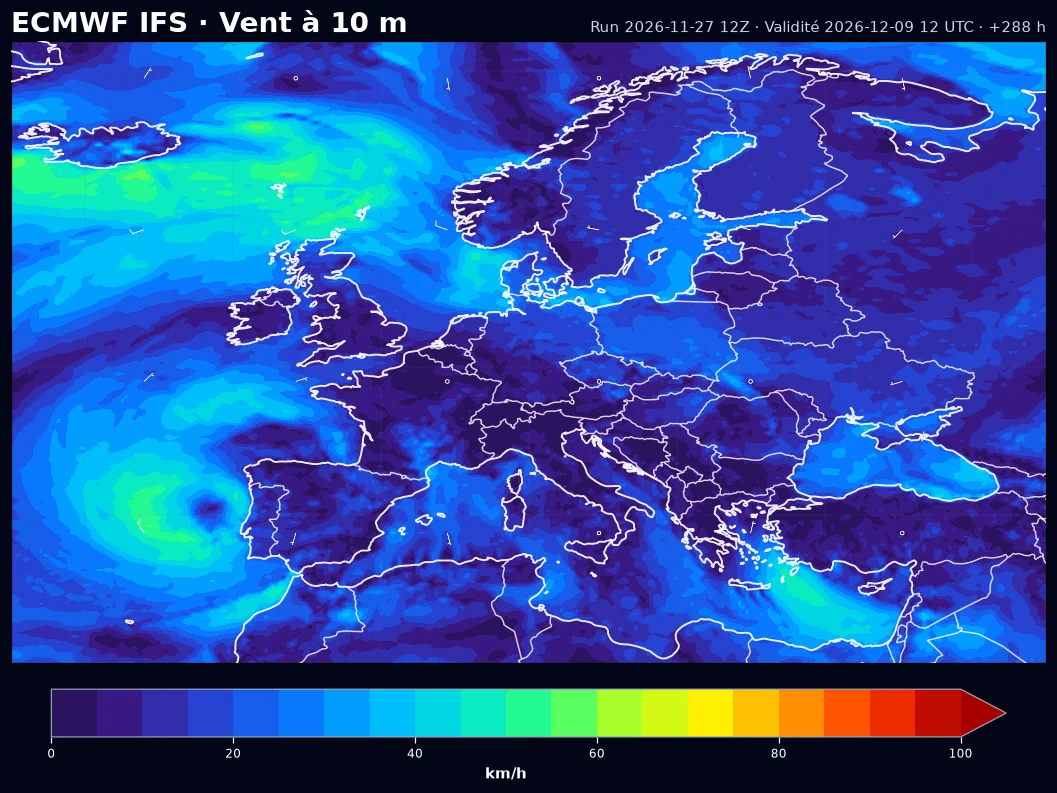 ECMWF IFS · Vent à 10 m
Run 2026-11-27 12Z · Validité 2026-12-09 12 UTC · +288 h
0 20 40 60 80 100
km/h